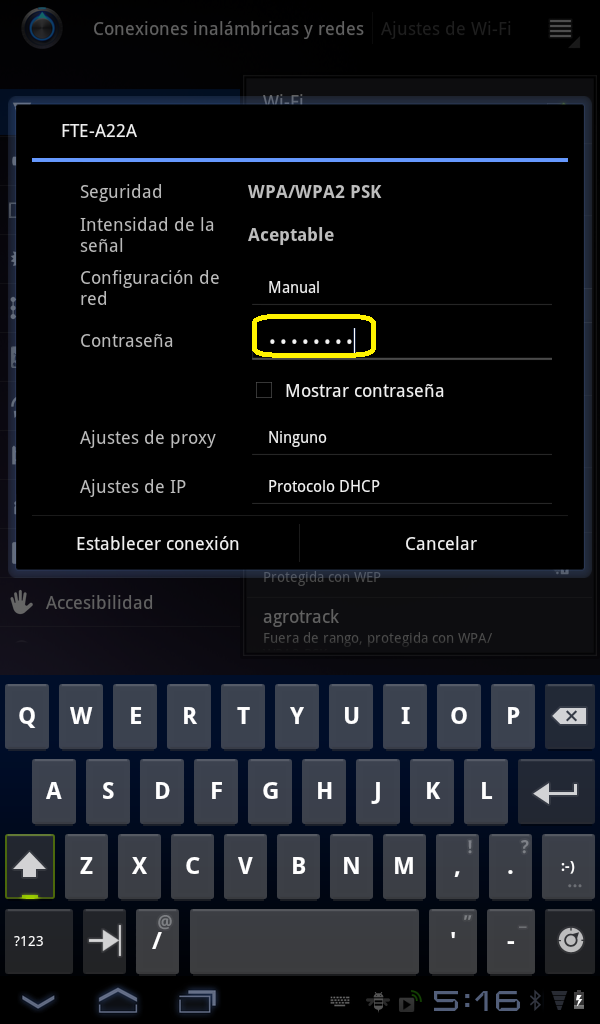 Conexiones inalámbricas y redes
Ajustes de Wi-Fi
Wi-Fi
FTE-A22A
Seguridad
WPA/WPA2 PSK
Intensidad de la
señal
Aceptable
Configuración de
red
Manual
Contraseña
••••••••
Mostrar contraseña
Ajustes de proxy
Ninguno
Ajustes de IP
Protocolo DHCP
Establecer conexión
Cancelar
Protegida con WEP
Accesibilidad
agrotrack
Fuera de rango, protegida con WPA/
Q W E R T Y U I O P
A S D F G H J K L
Z X C V B N M , ! . ? :-) ...
?123 / @ ' " - _
5:16